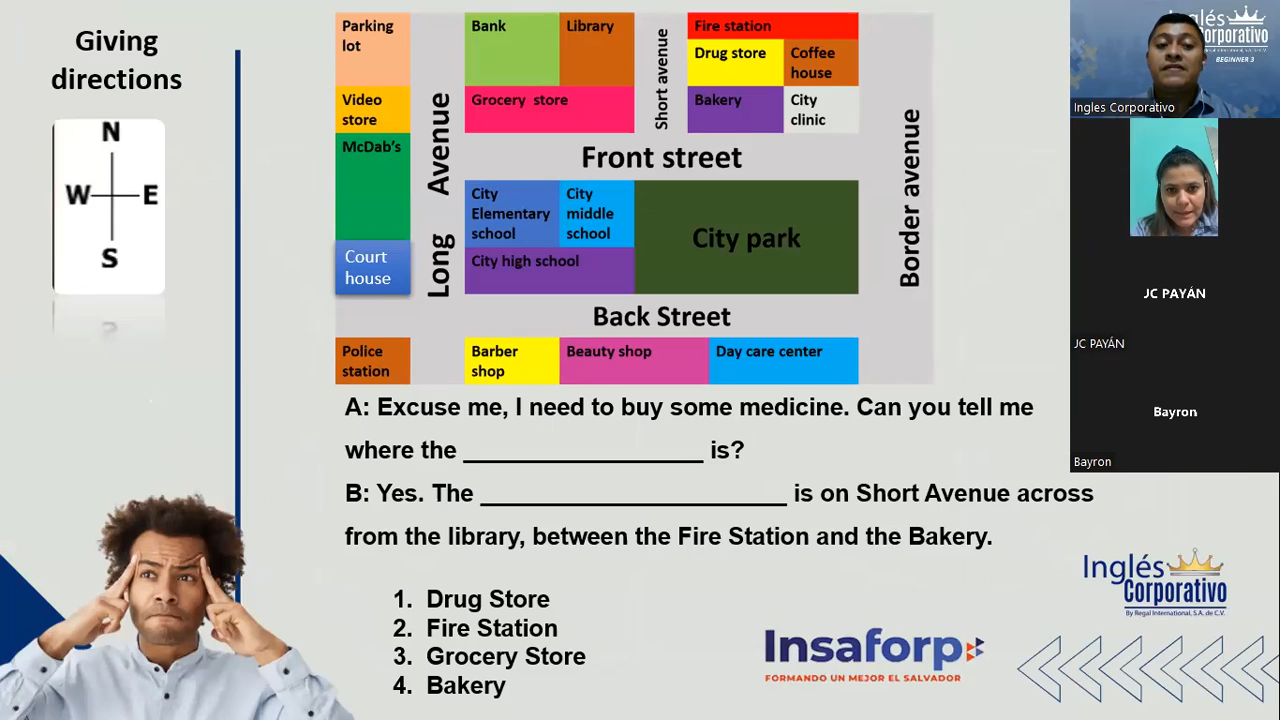 Giving
directions
N
W E
S
Parking
lot
Video
store
McDab's
Court
house
Police
station
Long Avenue
Bank
Library
Grocery store
Short avenue
Fire station
Drug store
Coffee
house
Bakery
City
clinic
Front street
City
Elementary
school
City
middle
school
City high school
City park
Border avenue
Back Street
Barber
shop
Beauty shop
Day care center
A: Excuse me, I need to buy some medicine. Can you tell me
where the __________________ is?
B: Yes. The _______________________ is on Short Avenue across
from the library, between the Fire Station and the Bakery.
1. Drug Store
2. Fire Station
3. Grocery Store
4. Bakery
Insaforp
FORMANDO UN MEJOR EL SALVADOR
Inglés
Corporativo
By Regal International, S.A. de C.V.
Inglés
Corporativo
BEGINNER 3
Ingles Corporativo
JC PAYÁN
JC PAYÁN
Bayron
Bayron